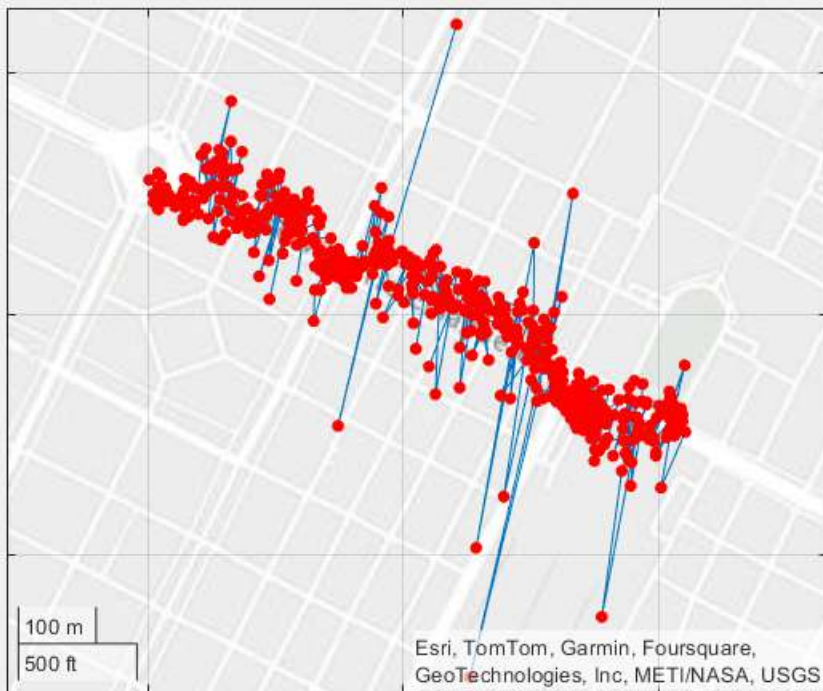 100 m
500 ft
Esri, TomTom, Garmin, Foursquare,
GeoTechnologies, Inc, METI/NASA, USGS